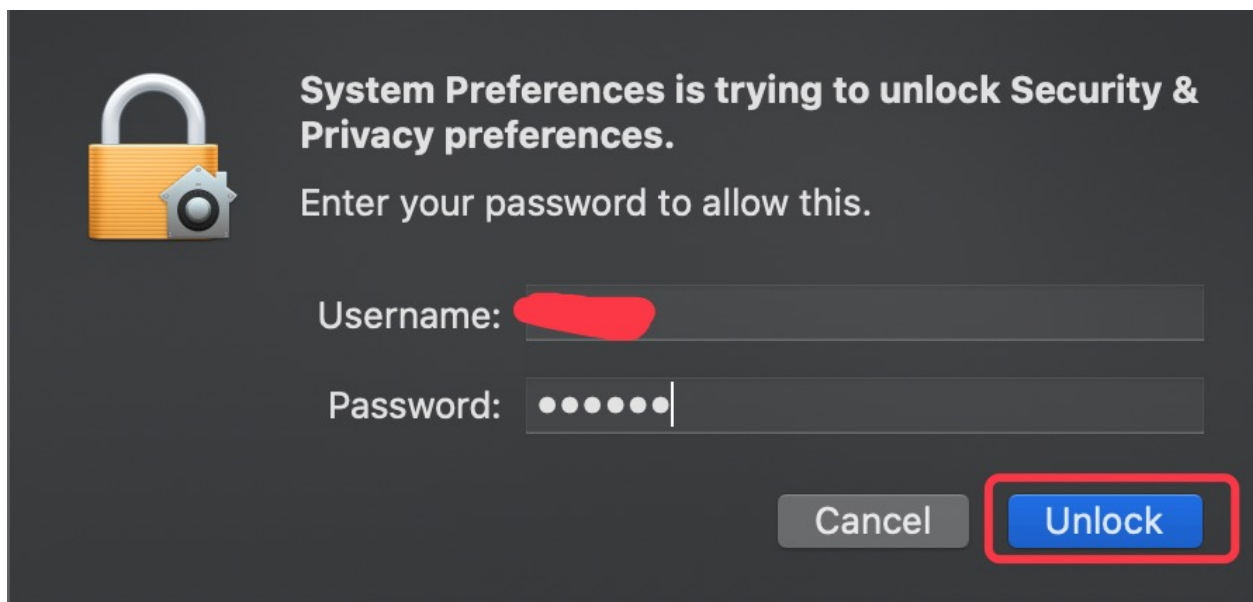 System Preferences is trying to unlock Security &
Privacy preferences.
Enter your password to allow this.
Username:
Password: ••••••
Cancel
Unlock